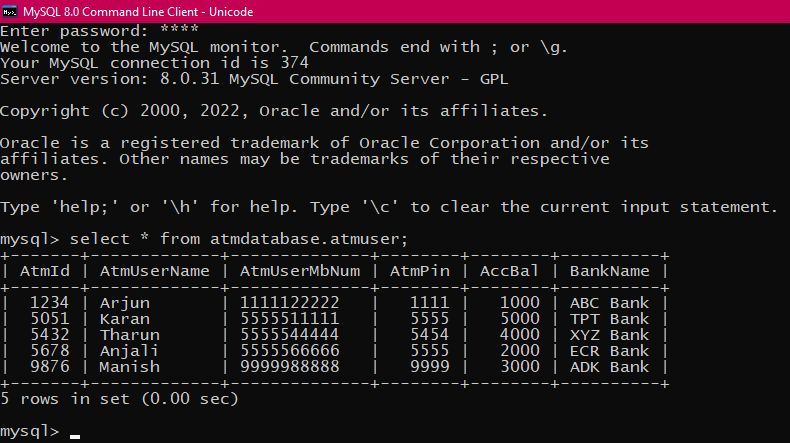 MySQL 8.0 Command Line Client - Unicode
Enter password: ****
Welcome to the MySQL monitor.  Commands end with ; or \g.
Your MySQL connection id is 374
Server version: 8.0.31 MySQL Community Server - GPL

Copyright (c) 2000, 2022, Oracle and/or its affiliates.

Oracle is a registered trademark of Oracle Corporation and/or its
affiliates. Other names may be trademarks of their respective
owners.

Type 'help;' or '\h' for help. Type '\c' to clear the current input statement.

mysql> select * from atmdatabase.atmuser;
+-------+-------------+--------------+--------+--------+----------+
| AtmId | AtmUserName | AtmUserMbNum | AtmPin | AccBal | BankName |
+-------+-------------+--------------+--------+--------+----------+
|  1234 | Arjun       | 1111122222   |   1111 |   1000 | ABC Bank |
|  5051 | Karan       | 5555511111   |   5555 |   5000 | TPT Bank |
|  5432 | Tharun      | 5555544444   |   5454 |   4000 | XYZ Bank |
|  5678 | Anjali      | 5555566666   |   5555 |   2000 | ECR Bank |
|  9876 | Manish      | 9999988888   |   9999 |   3000 | ADK Bank |
+-------+-------------+--------------+--------+--------+----------+
5 rows in set (0.00 sec)

mysql> _